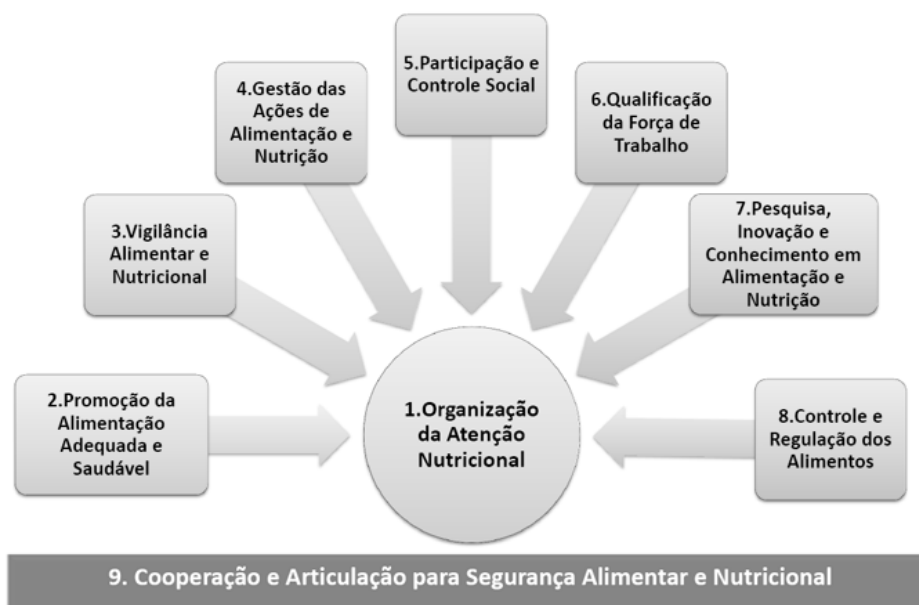 5.Participação e
Controle Social
4.Gestão das
Ações de
Alimentação e
Nutrição
6.Qualificação
da Força de
Trabalho
3.Vigilância
Alimentar e
Nutricional
7.Pesquisa,
Inovação e
Conhecimento em
Alimentação e
Nutrição
2.Promoção da
Alimentação
Adequada e
Saudável
1.Organização
da Atenção
Nutricional
8.Controle e
Regulação dos
Alimentos
9. Cooperação e Articulação para Segurança Alimentar e Nutricional